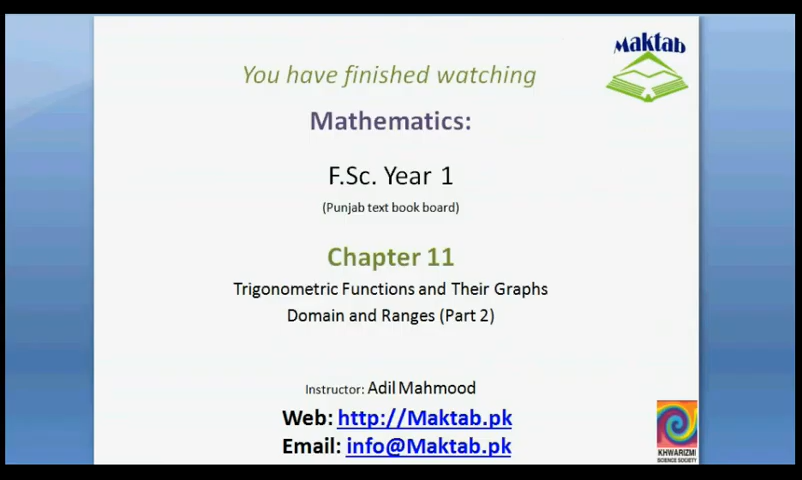 Maktab
You have finished watching
Mathematics:
F.Sc. Year 1
(Punjab text book board)
Chapter 11
Trigonometric Functions and Their Graphs
Domain and Ranges (Part 2)
Instructor: Adil Mahmood
Web: http://Maktab.pk
Email: info@Maktab.pk
KHWARIZMI
SCIENCE SOCIETY